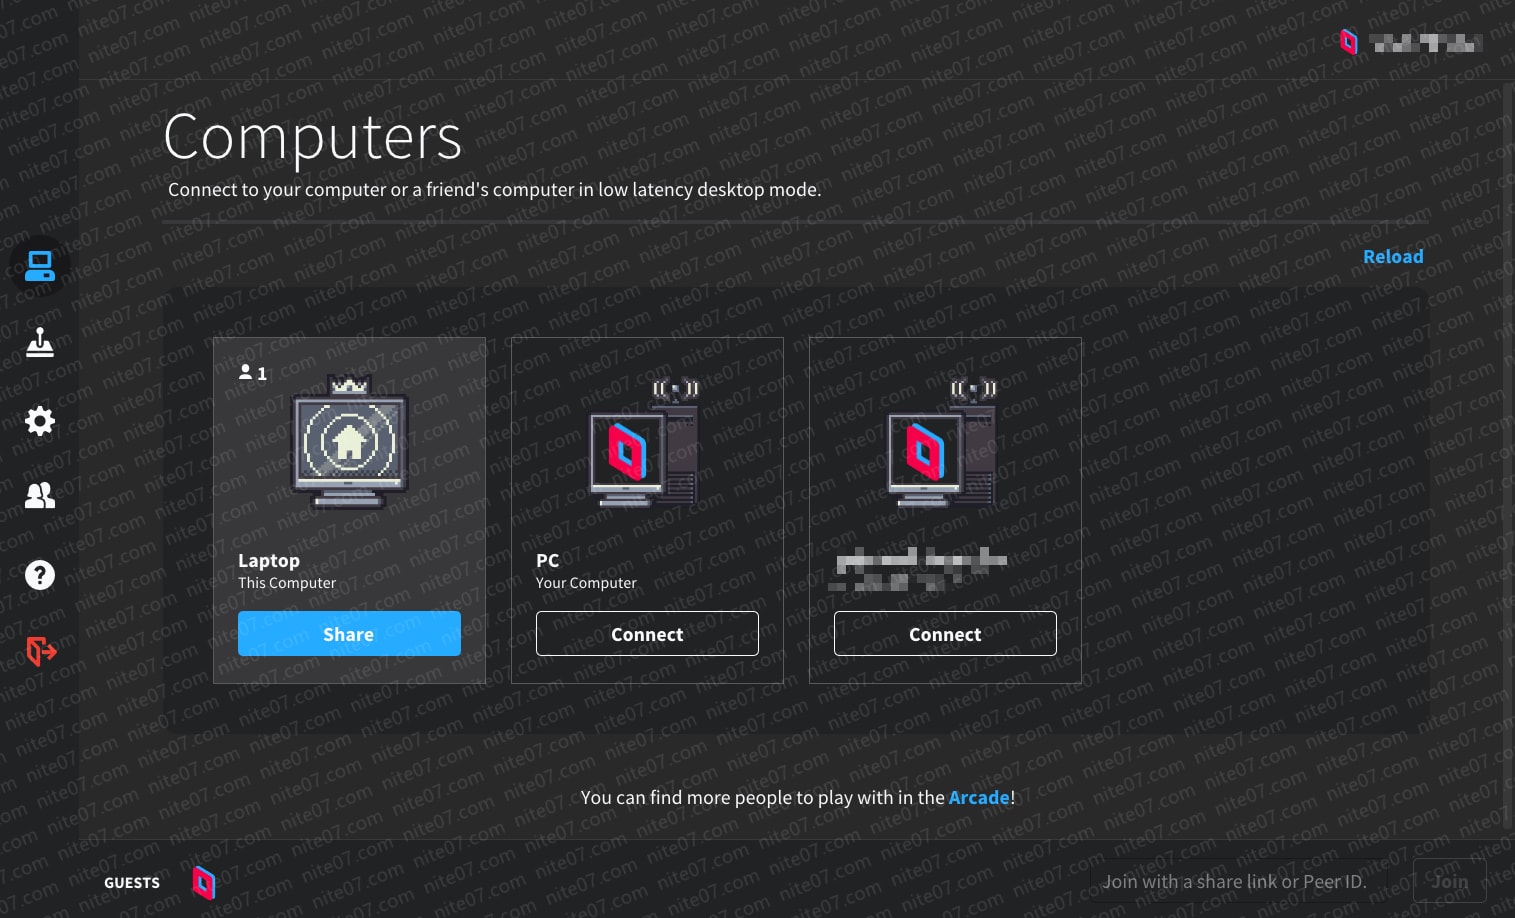 Computers
Connect to your computer or a friend's computer in low latency desktop mode.
Reload
1
Laptop
This Computer
Share
PC
Your Computer
Connect
Connect
You can find more people to play with in the Arcade!
GUESTS
Join with a share link or Peer ID.
Join
nite07.com